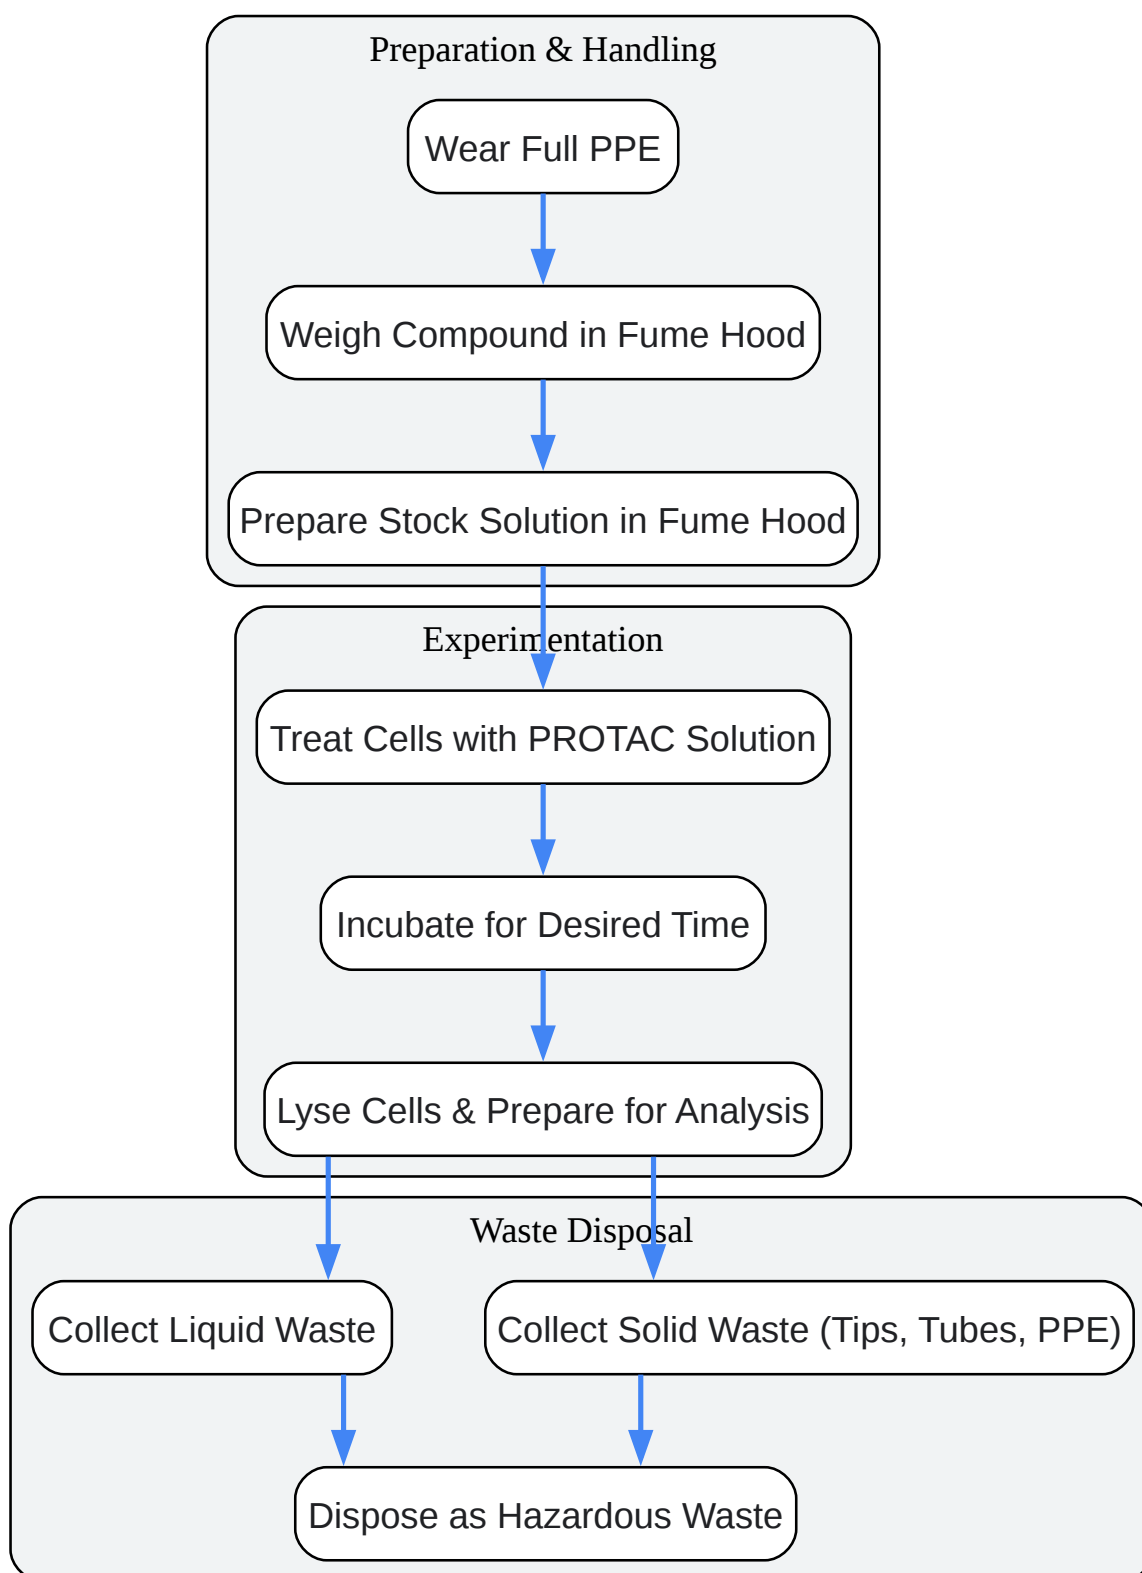 Preparation & Handling
Wear Full PPE
Weigh Compound in Fume Hood
Prepare Stock Solution in Fume Hood
Experimentation
Treat Cells with PROTAC Solution
Incubate for Desired Time
Lyse Cells & Prepare for Analysis
Waste Disposal
Collect Liquid Waste
Collect Solid Waste (Tips, Tubes, PPE)
Dispose as Hazardous Waste